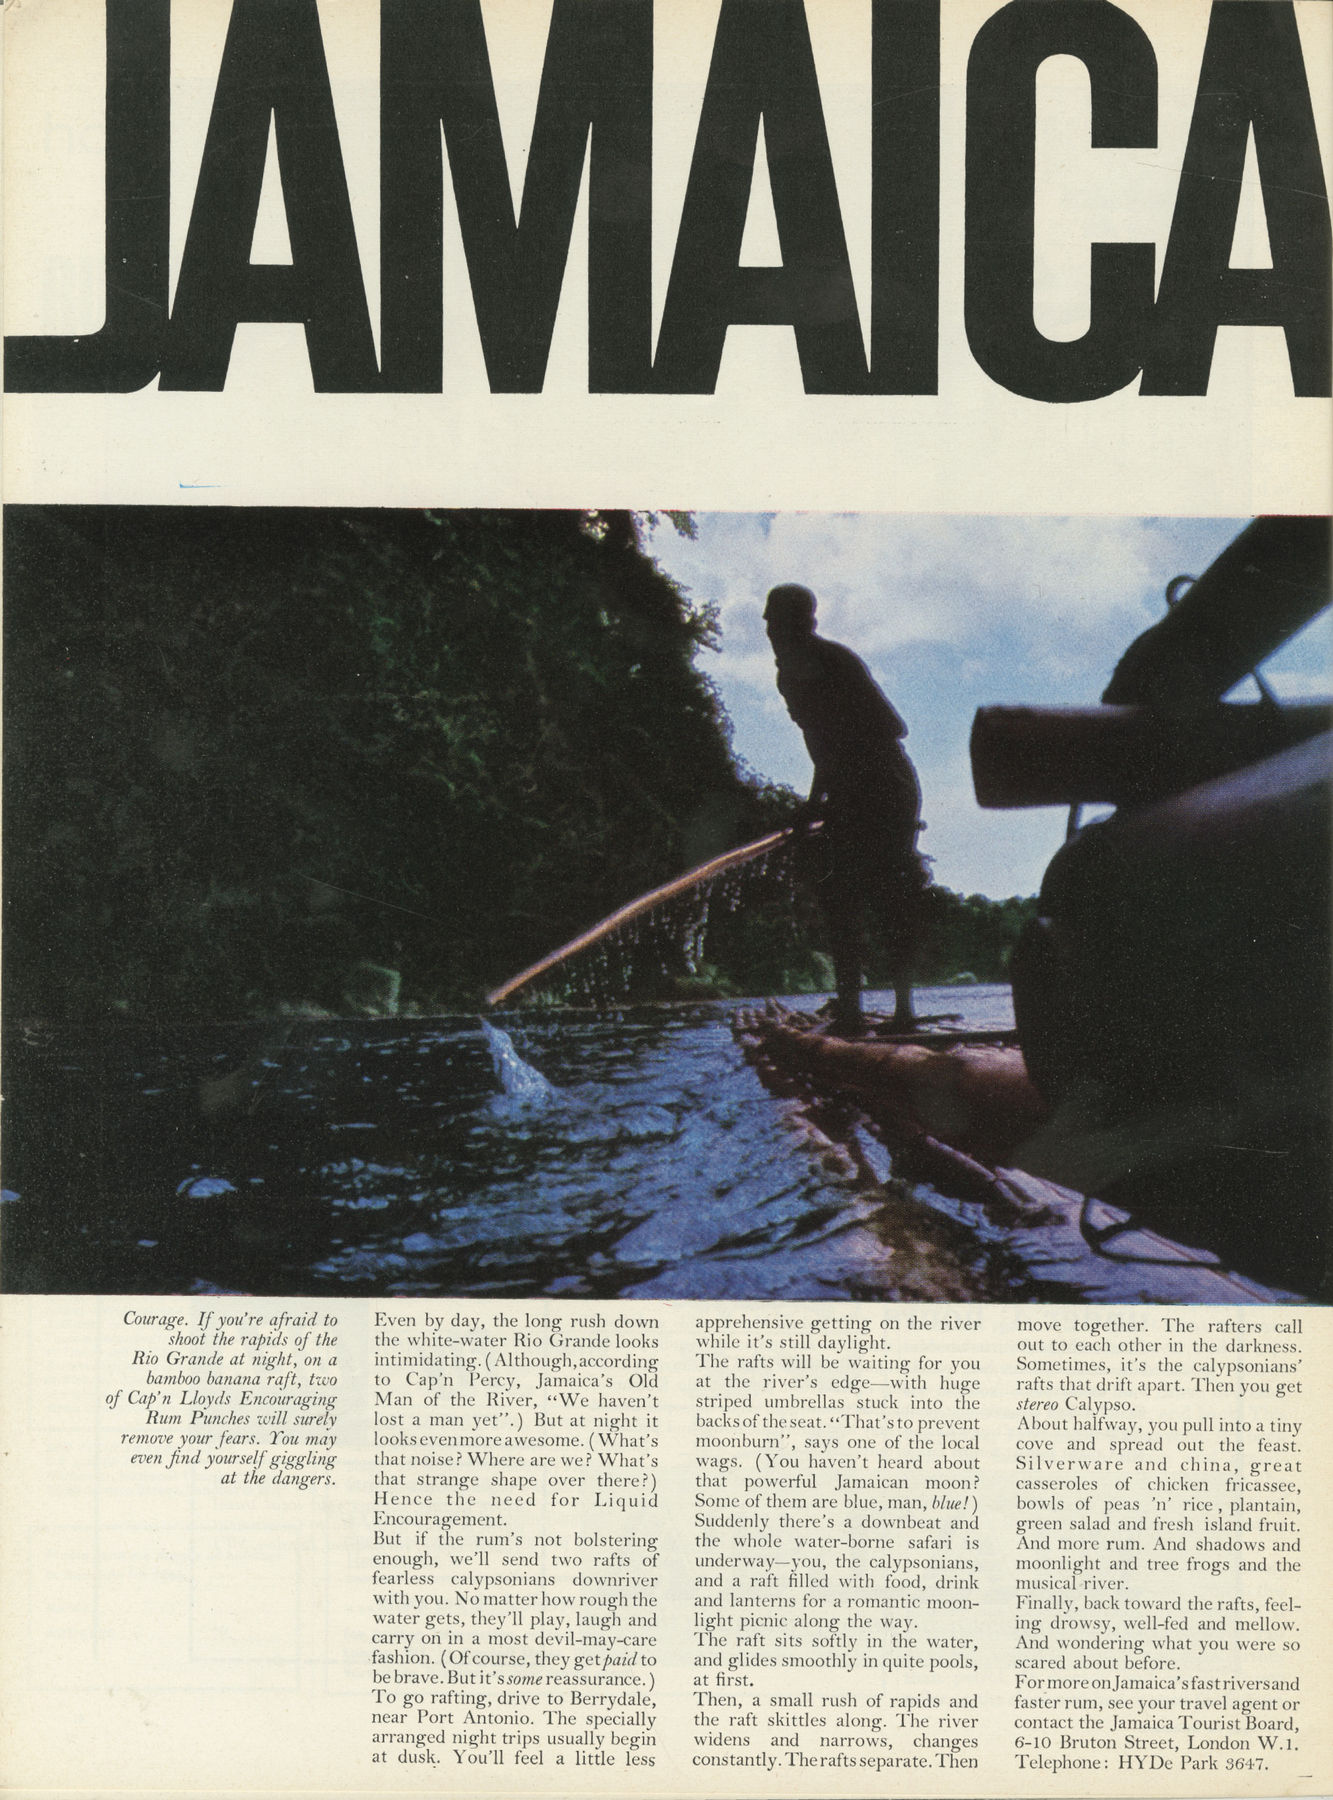 JAMAICA
Courage. If you're afraid to
shoot the rapids of the
Rio Grande at night, on a
bamboo banana raft, two
of Cap'n Lloyds Encouraging
Rum Punches will surely
remove your fears. You may
even find yourself giggling
at the dangers.
Even by day, the long rush down
the white-water Rio Grande looks
intimidating. (Although, according
to Cap'n Percy, Jamaica's Old
Man of the River, “We haven't
lost a man yet”.) But at night it
looks even more awesome. (What's
that noise? Where are we? What's
that strange shape over there?)
Hence the need for Liquid
Encouragement.
But if the rum's not bolstering
enough, we'll send two rafts of
fearless calypsonians downriver
with you. No matter how rough the
water gets, they'll play, laugh and
carry on in a most devil-may-care
fashion. (Of course, they get paid to
be brave. But it's some reassurance.)
To go rafting, drive to Berrydale,
near Port Antonio. The specially
arranged night trips usually begin
at dusk. You'll feel a little less
apprehensive getting on the river
while it's still daylight.
The rafts will be waiting for you
at the river's edge—with huge
striped umbrellas stuck into the
backs of the seat. “That's to prevent
moonburn”, says one of the local
wags. (You haven't heard about
that powerful Jamaican moon?
Some of them are blue, man, blue!)
Suddenly there's a downbeat and
the whole water-borne safari is
underway—you, the calypsonians,
and a raft filled with food, drink
and lanterns for a romantic moon-
light picnic along the way.
The raft sits softly in the water,
and glides smoothly in quite pools,
at first.
Then, a small rush of rapids and
the raft skittles along. The river
widens and narrows, changes
constantly. The rafts separate. Then
move together. The rafters call
out to each other in the darkness.
Sometimes, it's the calypsonians'
rafts that drift apart. Then you get
stereo Calypso.
About halfway, you pull into a tiny
cove and spread out the feast.
Silverware and china, great
casseroles of chicken fricassee,
bowls of peas 'n' rice, plantain,
green salad and fresh island fruit.
And more rum. And shadows and
moonlight and tree frogs and the
musical river.
Finally, back toward the rafts, feel-
ing drowsy, well-fed and mellow.
And wondering what you were so
scared about before.
For more on Jamaica's fast rivers and
faster rum, see your travel agent or
contact the Jamaica Tourist Board,
6-10 Bruton Street, London W.1.
Telephone: HYDe Park 3647.